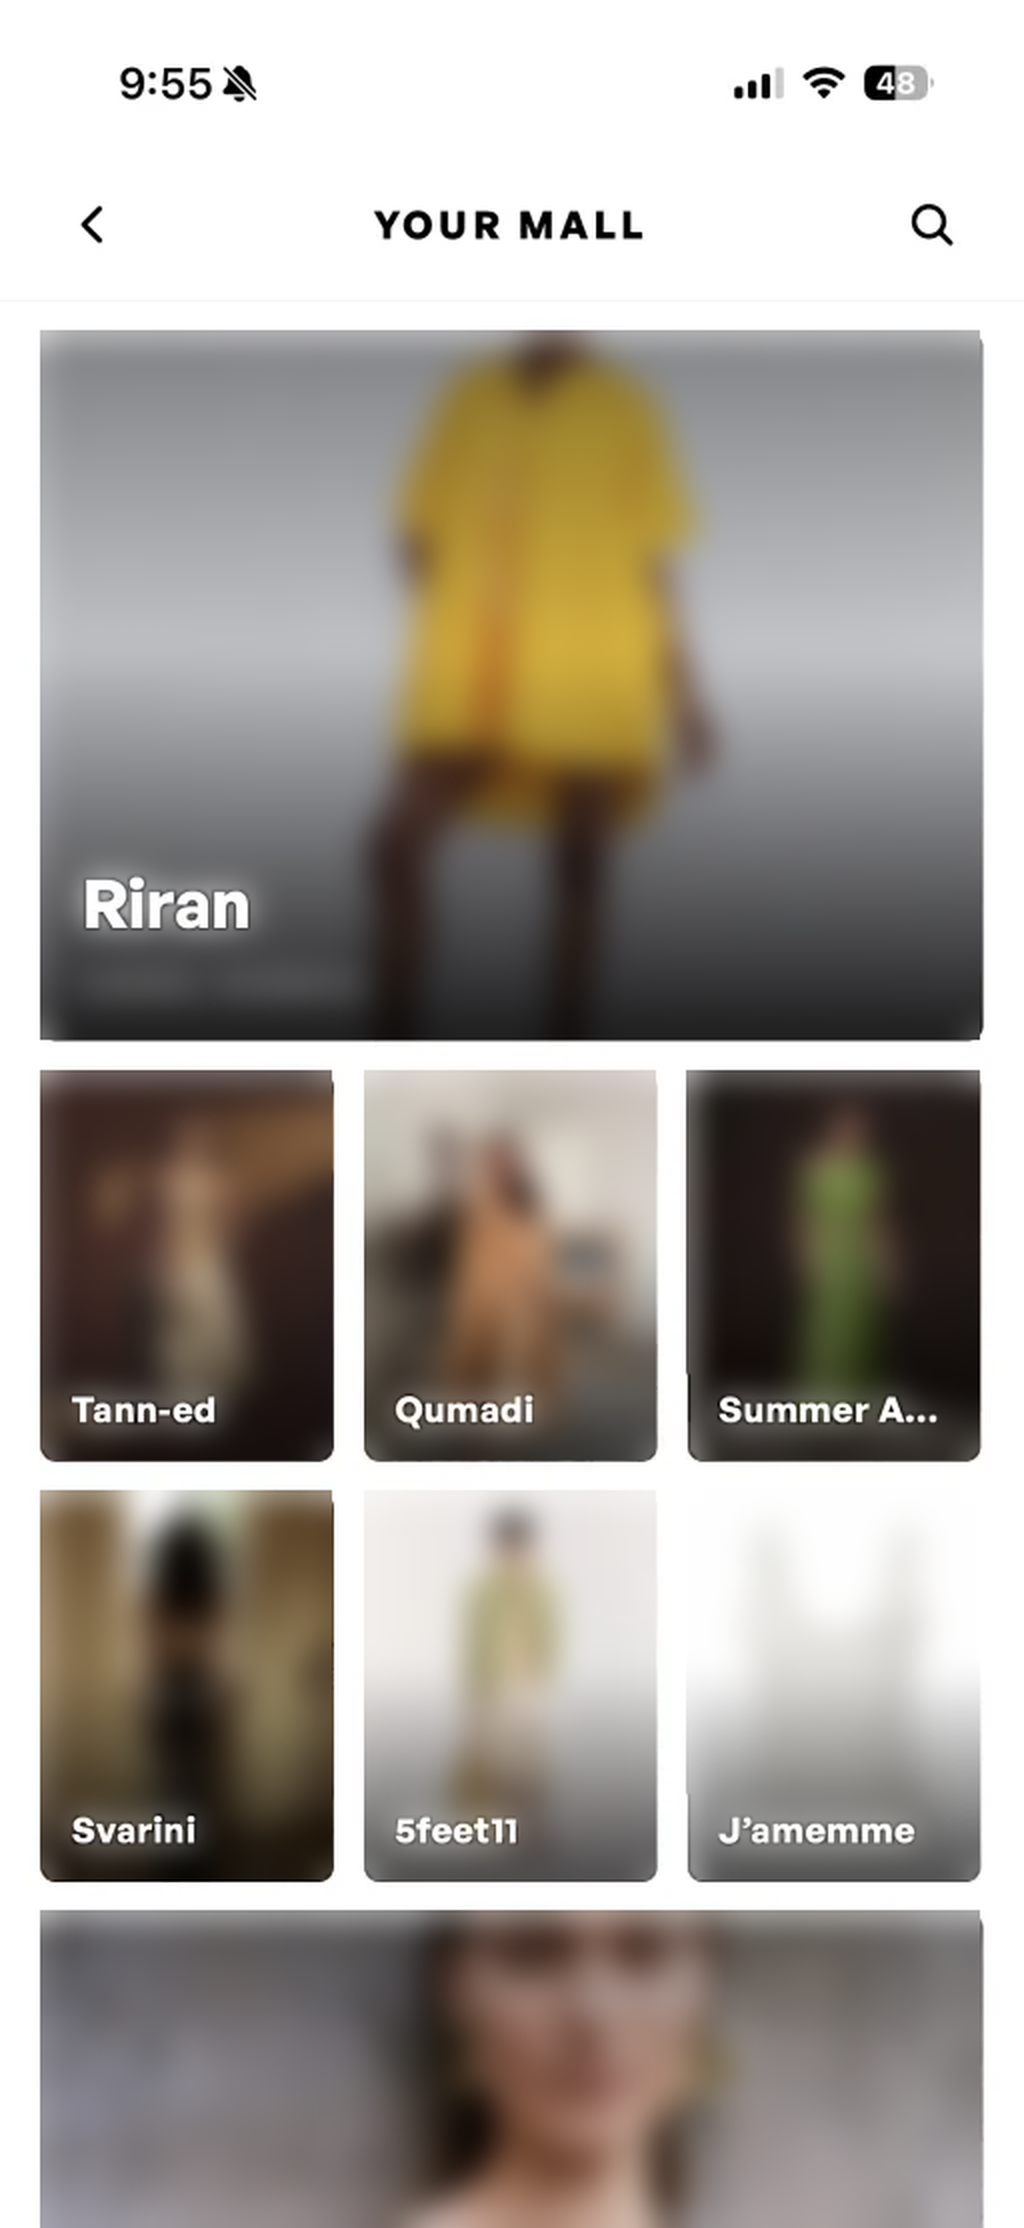 9:55
48
YOUR MALL
Riran
Tann-ed
Qumadi
Summer A...
Svarini
5feet11
J'amemme